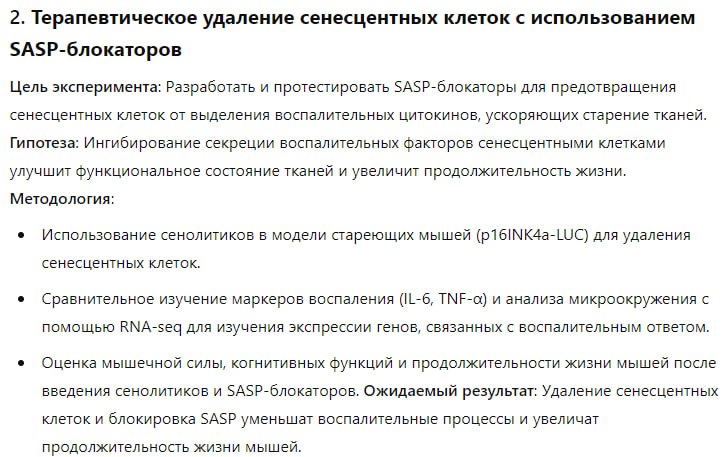 2. Терапевтическое удаление сенесцентных клеток с использованием
SASP-блокаторов
Цель эксперимента: Разработать и протестировать SASP-блокаторы для предотвращения
сенесцентных клеток от выделения воспалительных цитокинов, ускоряющих старение тканей.
Гипотеза: Ингибирование секреции воспалительных факторов сенесцентными клетками
улучшит функциональное состояние тканей и увеличит продолжительность жизни.
Методология:
• Использование сенолитиков в модели стареющих мышей (p16INK4a-LUC) для удаления
сенесцентных клеток.
• Сравнительное изучение маркеров воспаления (IL-6, TNF-α) и анализа микроокружения с
помощью RNA-seq для изучения экспрессии генов, связанных с воспалительным ответом.
• Оценка мышечной силы, когнитивных функций и продолжительности жизни мышей после
введения сенолитиков и SASP-блокаторов. Ожидаемый результат: Удаление сенесцентных
клеток и блокировка SASP уменьшат воспалительные процессы и увеличат
продолжительность жизни мышей.